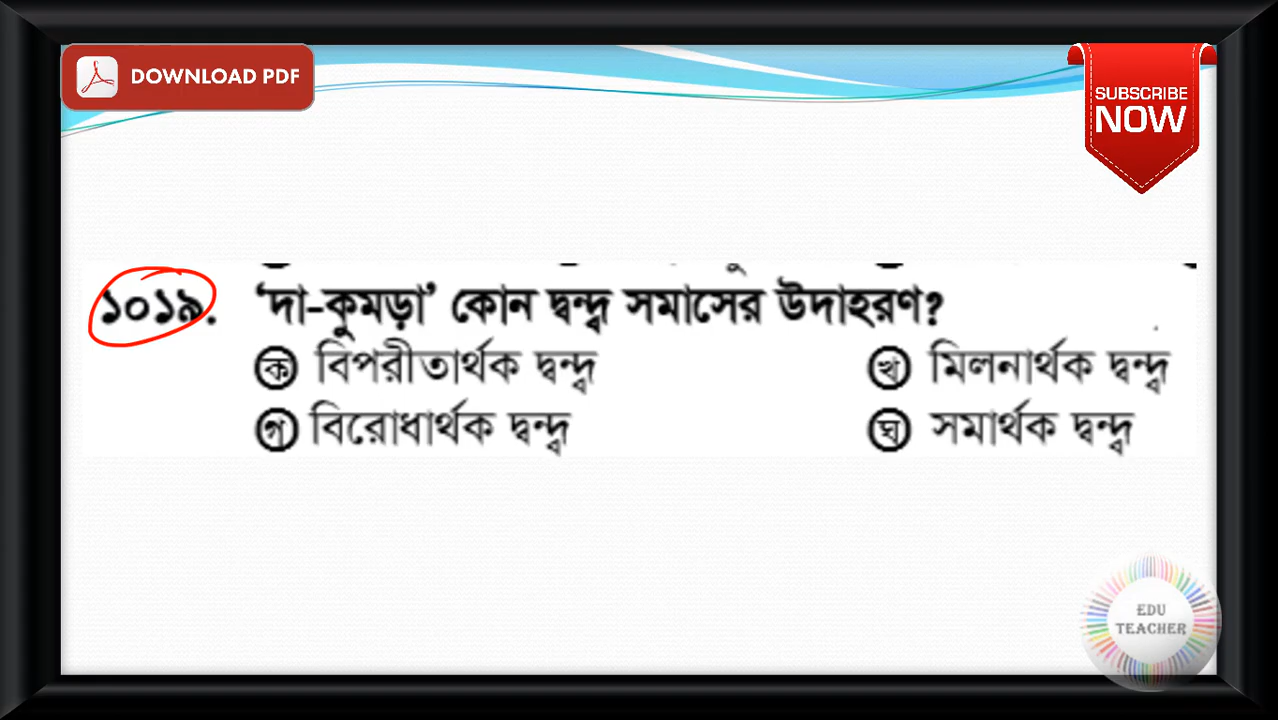 DOWNLOAD PDF
SUBSCRIBE
NOW
১০১৯. ‘দা-কুমড়া’ কোন দ্বন্দ্ব সমাসের উদাহরণ?
ক বিপরীতার্থক দ্বন্দ্ব খ মিলনার্থক দ্বন্দ্ব
গ বিরোধার্থক দ্বন্দ্ব ঘ সমার্থক দ্বন্দ্ব
EDU
TEACHER